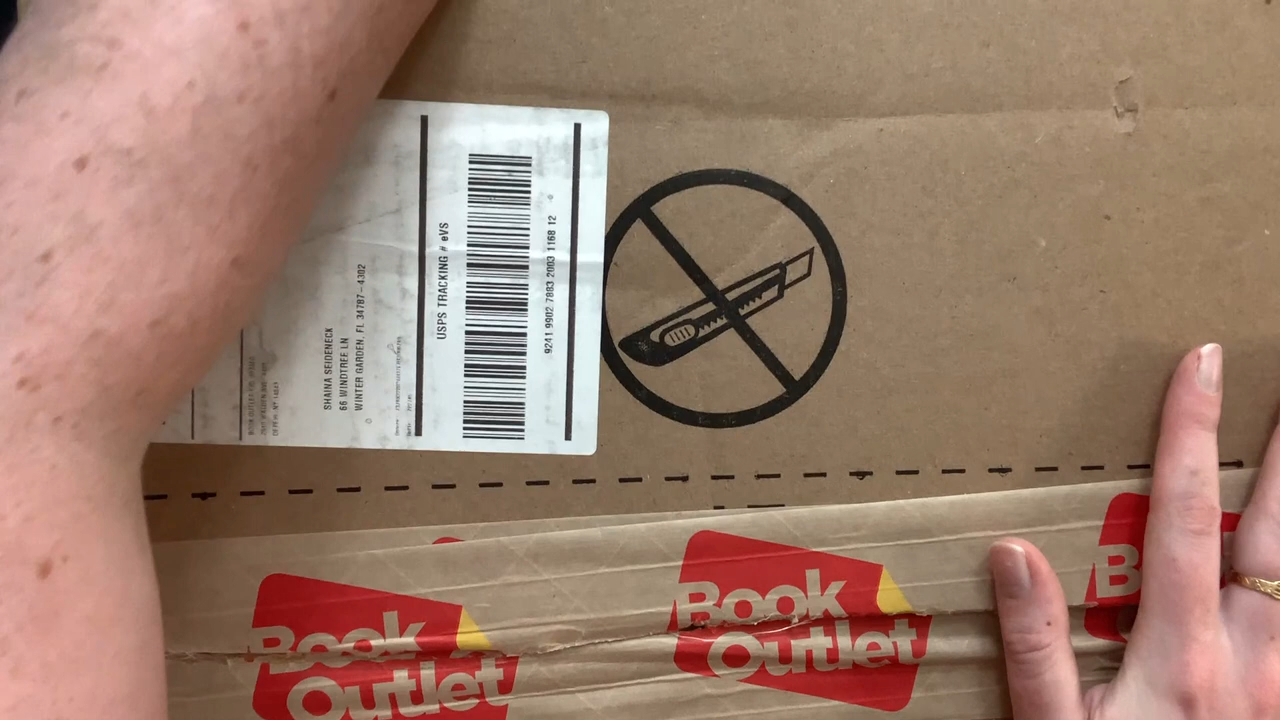 SHAINA SEIDENECK
66 WINDTREE LN
WINTER GARDEN, FL 34787-4302
USPS TRACKING # eVS
9241 9902 7883 2003 1168 12
Book
Outlet
Book
Outlet
B